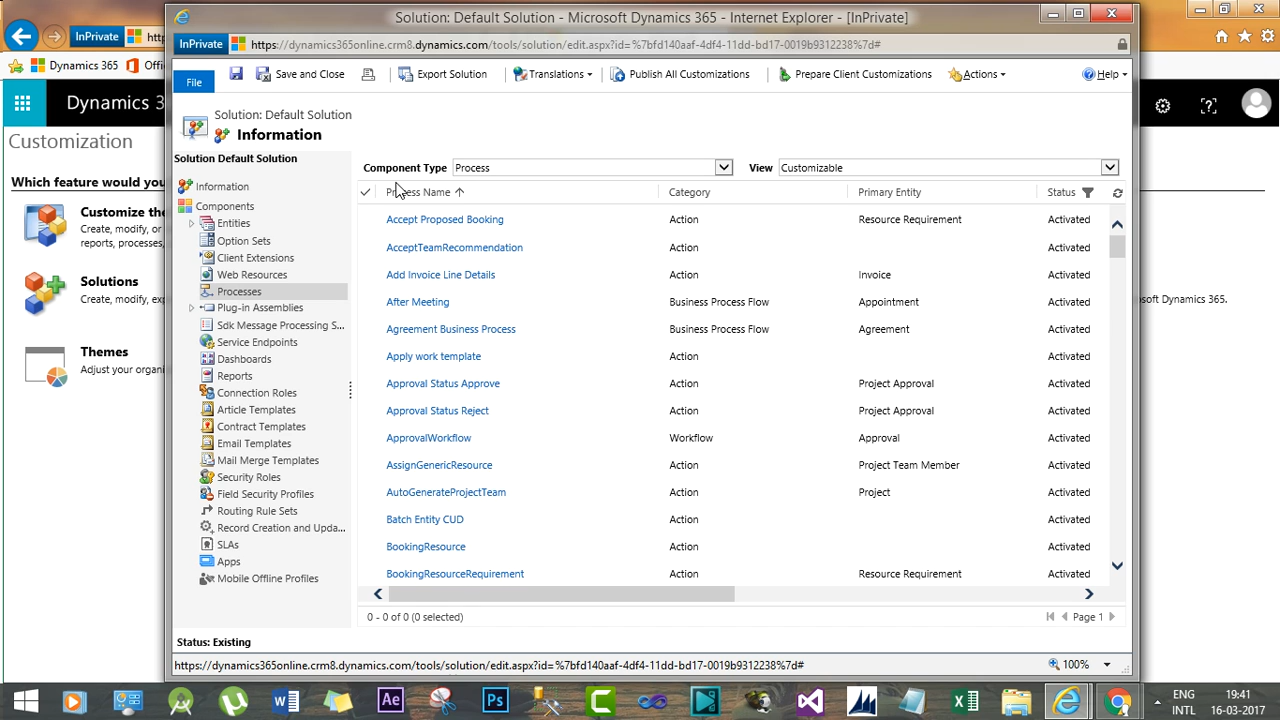 Solution: Default Solution - Microsoft Dynamics 365 - Internet Explorer - [InPrivate]
InPrivate
InPrivate https://dynamics365online.crm8.dynamics.com/tools/solution/edit.aspx?id=%7bfd140aaf-4df4-11dd-bd17-0019b9312238%7d#
Dynamics 365
File
Save and Close
Export Solution
Translations
Publish All Customizations
Prepare Client Customizations
Actions
Help
Dynamics 3
Solution: Default Solution
Information
Customization
Solution Default Solution
Component Type Process
View Customizable
Which feature would you
Information
Process Name Category Primary Entity Status
Components
Customize the
Create, modify, or
reports, processes,
Entities
Option Sets
Client Extensions
Web Resources
Processes
Plug-in Assemblies
Sdk Message Processing S...
Service Endpoints
Dashboards
Reports
Connection Roles
Article Templates
Contract Templates
Email Templates
Mail Merge Templates
Security Roles
Field Security Profiles
Routing Rule Sets
Record Creation and Upda...
SLAs
Apps
Mobile Offline Profiles
Solutions
Themes
Accept Proposed Booking Action Resource Requirement Activated
AcceptTeamRecommendation Action Activated
Add Invoice Line Details Action Invoice Activated
After Meeting Business Process Flow Appointment Activated
Agreement Business Process Business Process Flow Agreement Activated
Apply work template Action Activated
Approval Status Approve Action Project Approval Activated
Approval Status Reject Action Project Approval Activated
ApprovalWorkflow Workflow Approval Activated
AssignGenericResource Action Project Team Member Activated
AutoGenerateProjectTeam Action Project Activated
Batch Entity CUD Action Activated
BookingResource Action Activated
BookingResourceRequirement Action Resource Requirement Activated
0 - 0 of 0 (0 selected)
Page 1
Status: Existing
https://dynamics365online.crm8.dynamics.com/tools/solution/edit.aspx?id=%7bfd140aaf-4df4-11dd-bd17-0019b9312238%7d#
100%
ENG
INTL
19:41
16-03-2017